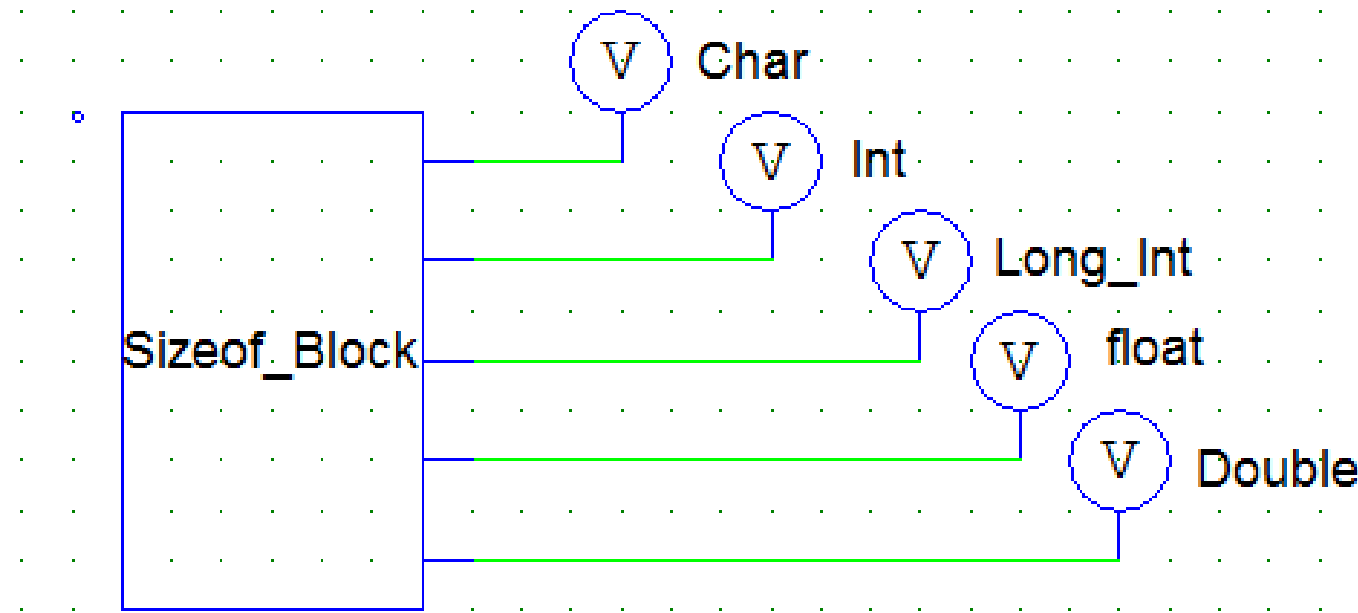 V Char
V Int
V Long_Int
V float
Sizeof_Block
V Double